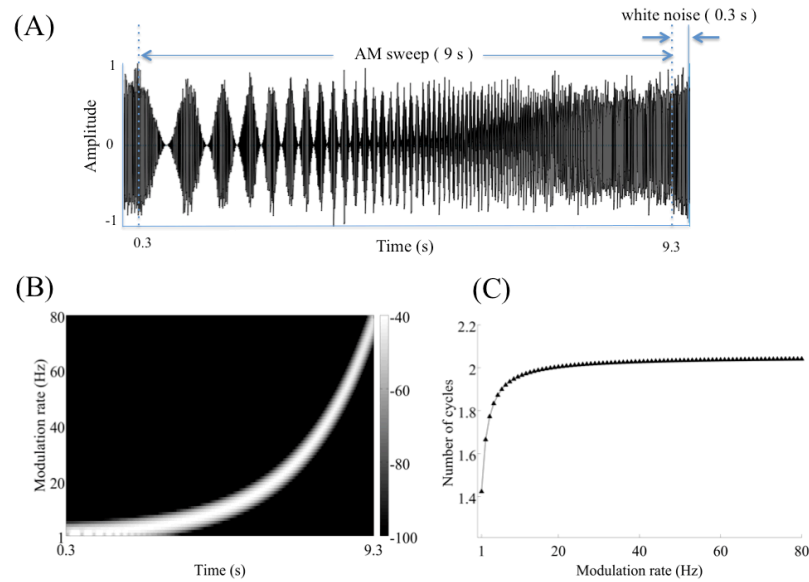 (A)
white noise ( 0.3 s )
AM sweep ( 9 s )
1
0
-1
Amplitude
0.3
Time (s)
9.3
(B)
80
60
40
20
1
Modulation rate (Hz)
0.3
9.3
Time (s)
-40
-60
-80
-100
(C)
2.2
2
1.8
1.6
1.4
Number of cycles
1
20
40
60
80
Modulation rate (Hz)